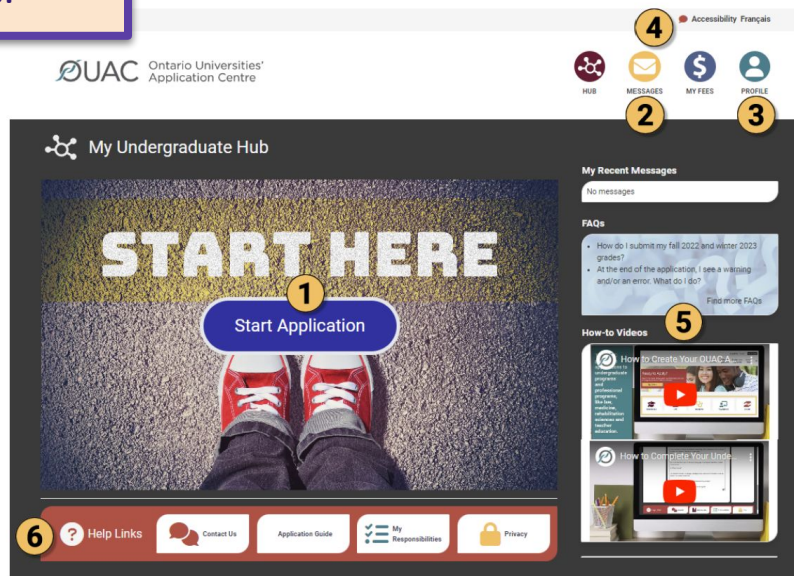 4
Accessibility Français
OUAC Ontario Universities'
Application Centre
HUB
MESSAGES
MY FEES
PROFILE
2
3
My Undergraduate Hub
START HERE
1
Start Application
My Recent Messages
No messages
FAQs
How do I submit my fall 2022 and winter 2023
grades?
At the end of the application, I see a warning
and/or an error. What do I do?
Find more FAQs
5
How-to Videos
How to Create Your OUAC A...
undergraduate
programs
and
professional
programs,
like law,
medicine,
rehabilitation
sciences and
teacher
education.
How to Complete Your Unde...
6
? Help Links
Contact Us
Application Guide
My
Responsibilities
Privacy